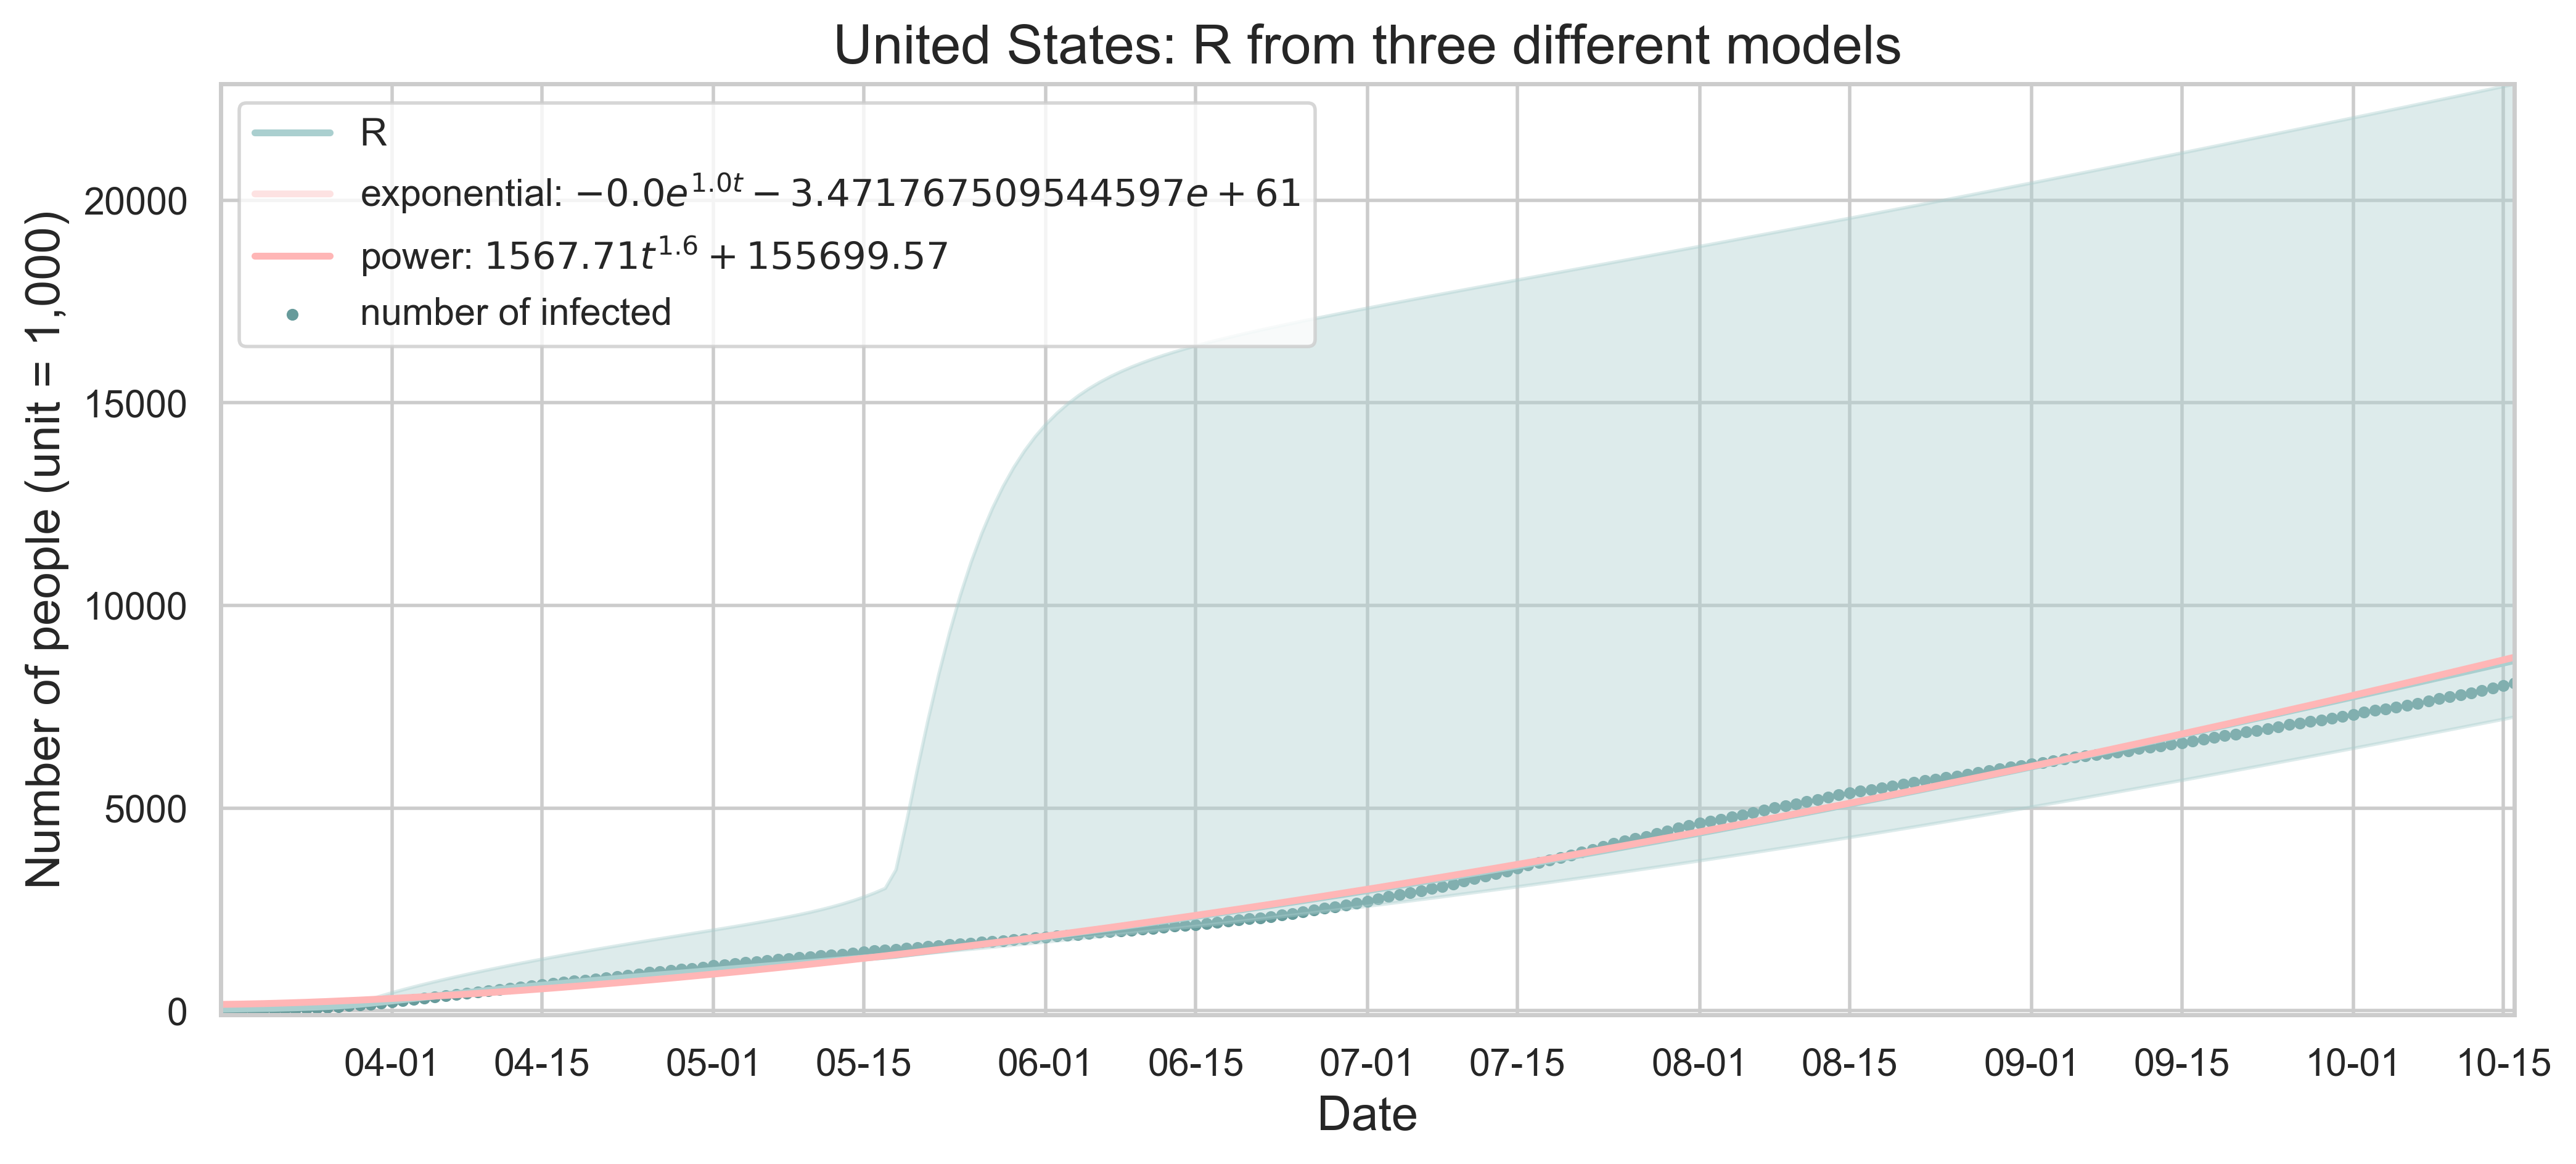 United States: R from three different models
R
exponential: −0.0e^{1.0t} − 3.4717675095445977e + 61
power: 1567.71t^{1.6} + 155699.57
number of infected
Number of people (unit = 1,000)
20000
15000
10000
5000
0
04-01 04-15 05-01 05-15 06-01 06-15 07-01 07-15 08-01 08-15 09-01 09-15 10-01 10-15
Date